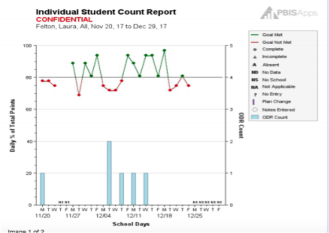 Individual Student Count Report
CONFIDENTIAL
Felton, Laura, All, Nov 20, 17 to Dec 29, 17
PBISApps
Goal Met
Goal Not Met
Complete
Incomplete
A Absent
ND No Data
NS No School
NA Not Applicable
No Entry
Plan Change
Notes Entered
ODR Count
Daily % of Total Points
100
80
60
40
20
0
5
4
3
2
1
0
ODR Count
M T W T F M T W T F M T W T F M T W T F M T W T F M T W T F
11/20 11/27 12/04 12/11 12/18 12/25
School Days
Image 1 of 2